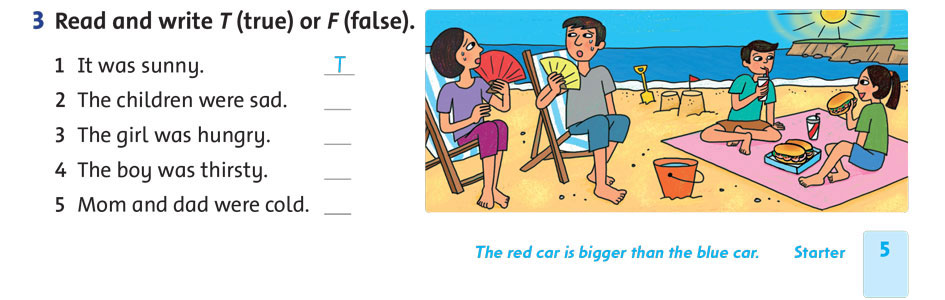 3 Read and write T (true) or F (false).
1 It was sunny. T
2 The children were sad. ___
3 The girl was hungry. ___
4 The boy was thirsty. ___
5 Mom and dad were cold. ___
The red car is bigger than the blue car. Starter 5